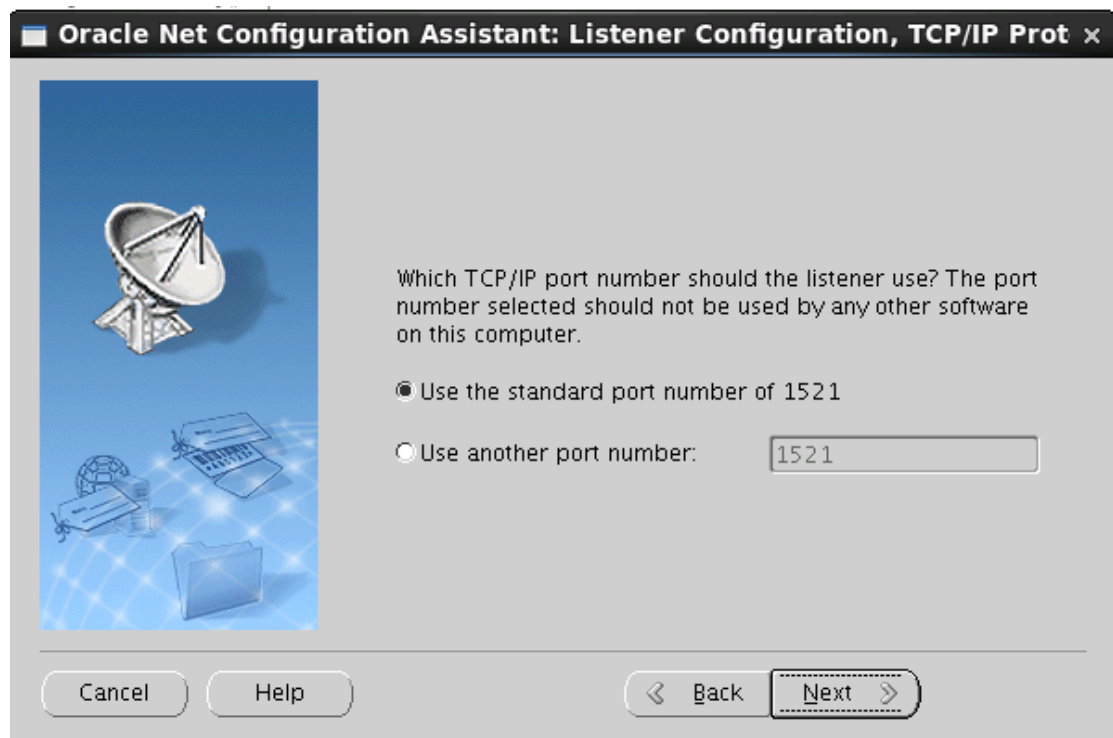 Oracle Net Configuration Assistant: Listener Configuration, TCP/IP Prot
Which TCP/IP port number should the listener use? The port
number selected should not be used by any other software
on this computer.
Use the standard port number of 1521
Use another port number: 1521
Cancel Help Back Next